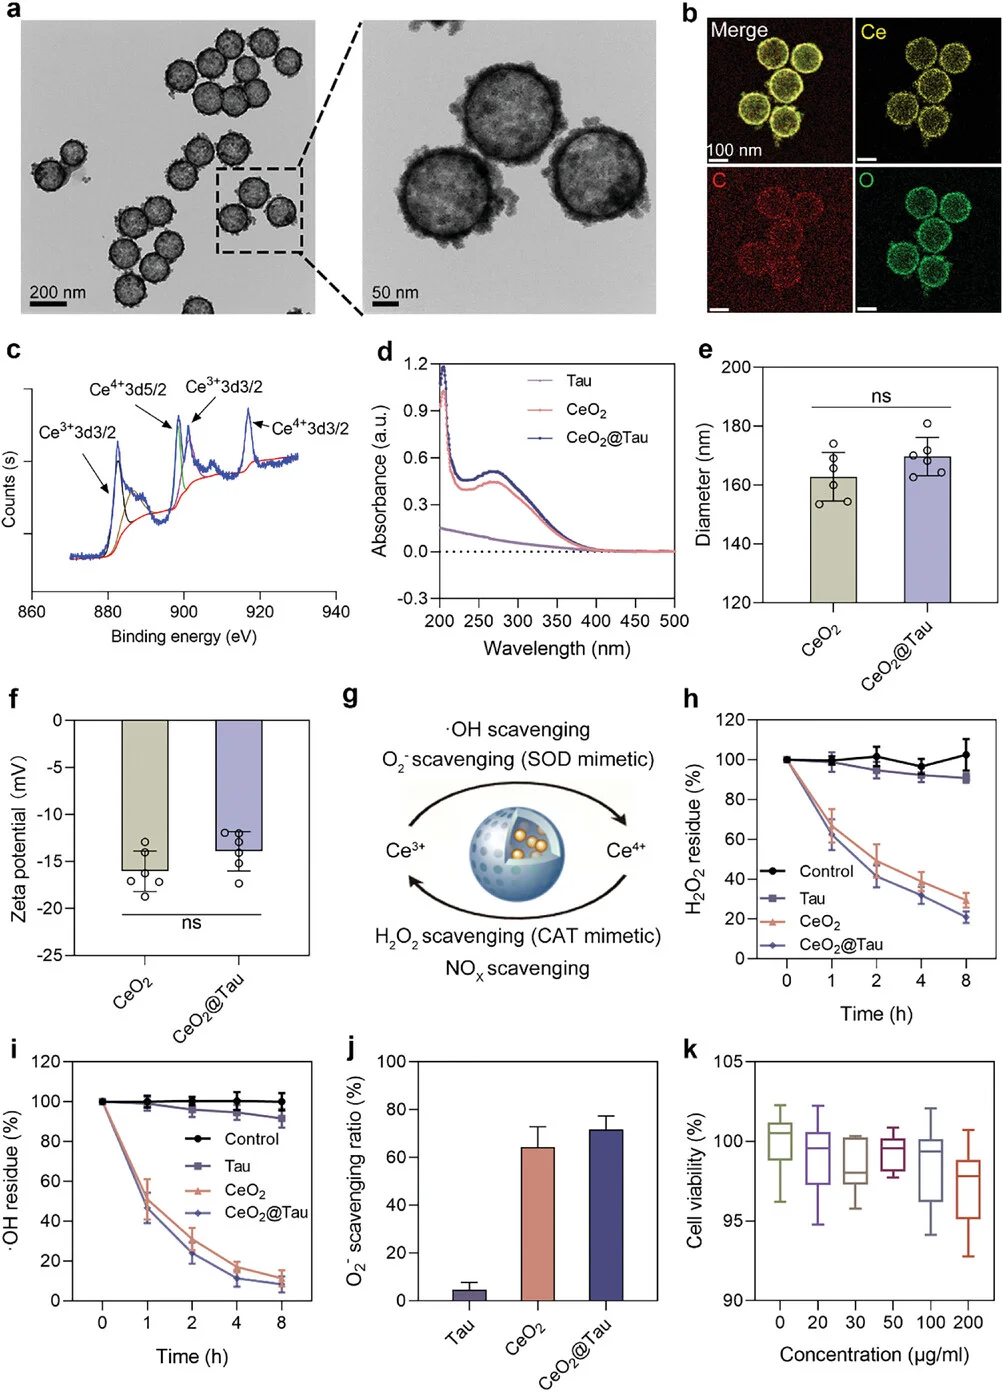 a
200 nm
50 nm
b
Merge
Ce
100 nm
C
O
c
Ce³⁺3d3/2
Ce⁴⁺3d5/2
Ce³⁺3d3/2
Ce⁴⁺3d3/2
Counts (s)
860 880 900 920 940
Binding energy (eV)
d
Absorbance (a.u.)
1.2
0.9
0.6
0.3
0.0
-0.3
Tau
CeO₂
CeO₂@Tau
200 250 300 350 400 450 500
Wavelength (nm)
e
Diameter (nm)
200
180
160
140
120
ns
CeO₂
CeO₂@Tau
f
Zeta potential (mV)
0
-5
-10
-15
-20
-25
ns
CeO₂
CeO₂@Tau
g
·OH scavenging
O₂⁻ scavenging (SOD mimetic)
Ce³⁺
Ce⁴⁺
H₂O₂ scavenging (CAT mimetic)
NOₓ scavenging
h
H₂O₂ residue (%)
120
100
80
60
40
20
0
Control
Tau
CeO₂
CeO₂@Tau
0 1 2 4 8
Time (h)
i
·OH residue (%)
120
100
80
60
40
20
0
Control
Tau
CeO₂
CeO₂@Tau
0 1 2 4 8
Time (h)
j
O₂⁻ scavenging ratio (%)
100
80
60
40
20
0
Tau
CeO₂
CeO₂@Tau
k
Cell viability (%)
105
100
95
90
0 20 30 50 100 200
Concentration (μg/ml)